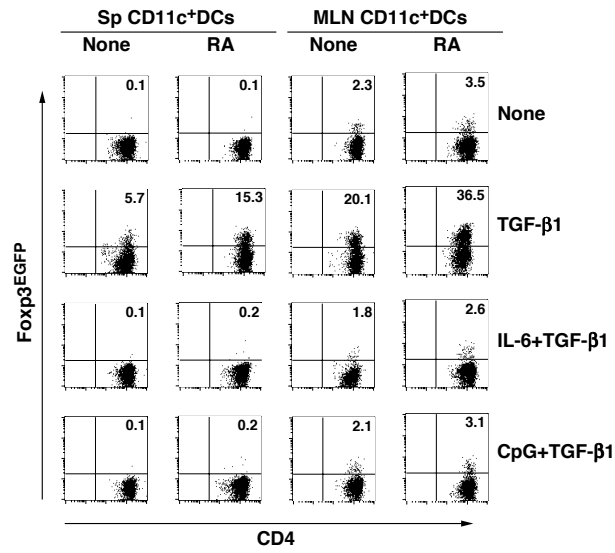 Sp CD11c⁺DCs MLN CD11c⁺DCs
None RA None RA
0.1 0.1 2.3 3.5 None
5.7 15.3 20.1 36.5 TGF-β1
0.1 0.2 1.8 2.6 IL-6+TGF-β1
0.1 0.2 2.1 3.1 CpG+TGF-β1
Foxp3ᴱᴳᶠᴾ
CD4